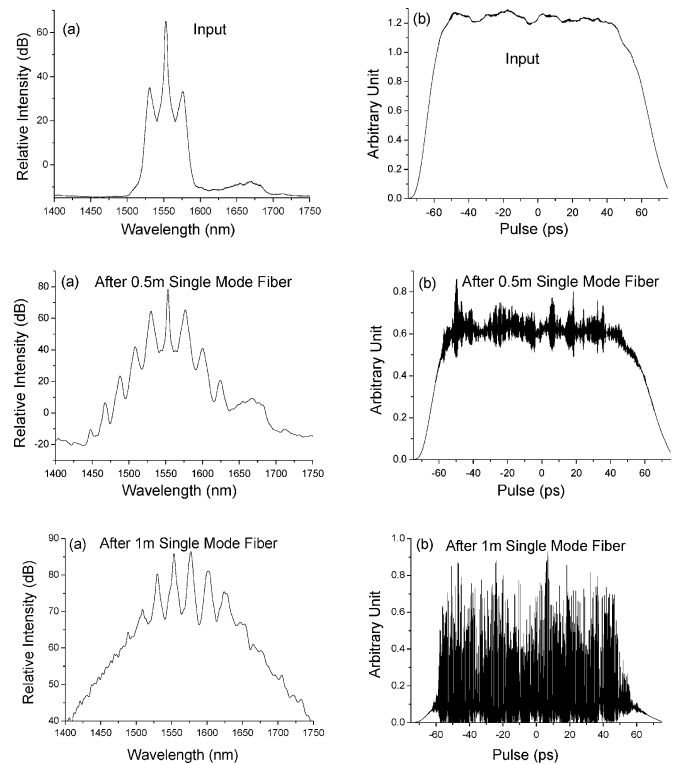 (a)
Input
Relative Intensity (dB)
60
40
20
0
1400 1450 1500 1550 1600 1650 1700 1750
Wavelength (nm)
(b)
Input
Arbitrary Unit
1.2
1.0
0.8
0.6
0.4
0.2
0.0
-60 -40 -20 0 20 40 60
Pulse (ps)
(a) After 0.5m Single Mode Fiber
Relative Intensity (dB)
80
60
40
20
0
-20
1400 1450 1500 1550 1600 1650 1700 1750
Wavelength (nm)
(b) After 0.5m Single Mode Fiber
Arbitrary Unit
0.8
0.6
0.4
0.2
0.0
-60 -40 -20 0 20 40 60
Pulse (ps)
(a) After 1m Single Mode Fiber
Relative Intensity (dB)
90
80
70
60
50
40
1400 1450 1500 1550 1600 1650 1700 1750
Wavelength (nm)
(b) After 1m Single Mode Fiber
Arbitrary Unit
1.0
0.8
0.6
0.4
0.2
0.0
-60 -40 -20 0 20 40 60
Pulse (ps)